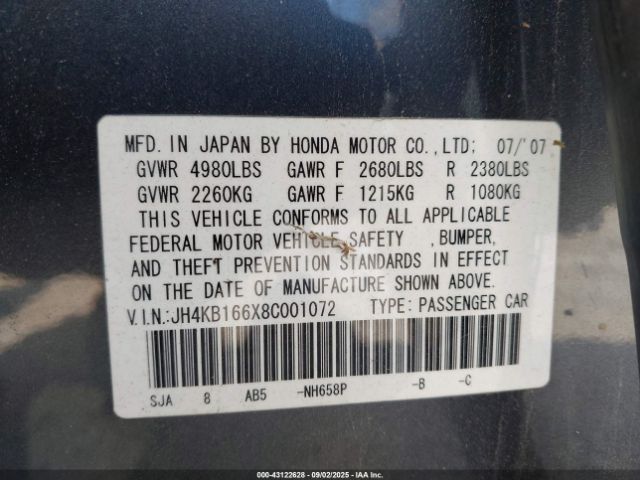 MFD. IN JAPAN BY HONDA MOTOR CO.,LTD: 07/'07
GVWR 4980LBS GAWR F 2680LBS R 2380LBS
GVWR 2260KG GAWR F 1215KG R 1080KG
THIS VEHICLE CONFORMS TO ALL APPLICABLE
FEDERAL MOTOR VEHICLE SAFETY , BUMPER,
AND THEFT PREVENTION STANDARDS IN EFFECT
ON THE DATE OF MANUFACTURE SHOWN ABOVE.
V.I.N.:JH4KB166X8C001072 TYPE: PASSENGER CAR
SJA 8 AB5 -NH658P -B -C
000-43122628 - 09/02/2025 - IAA Inc.